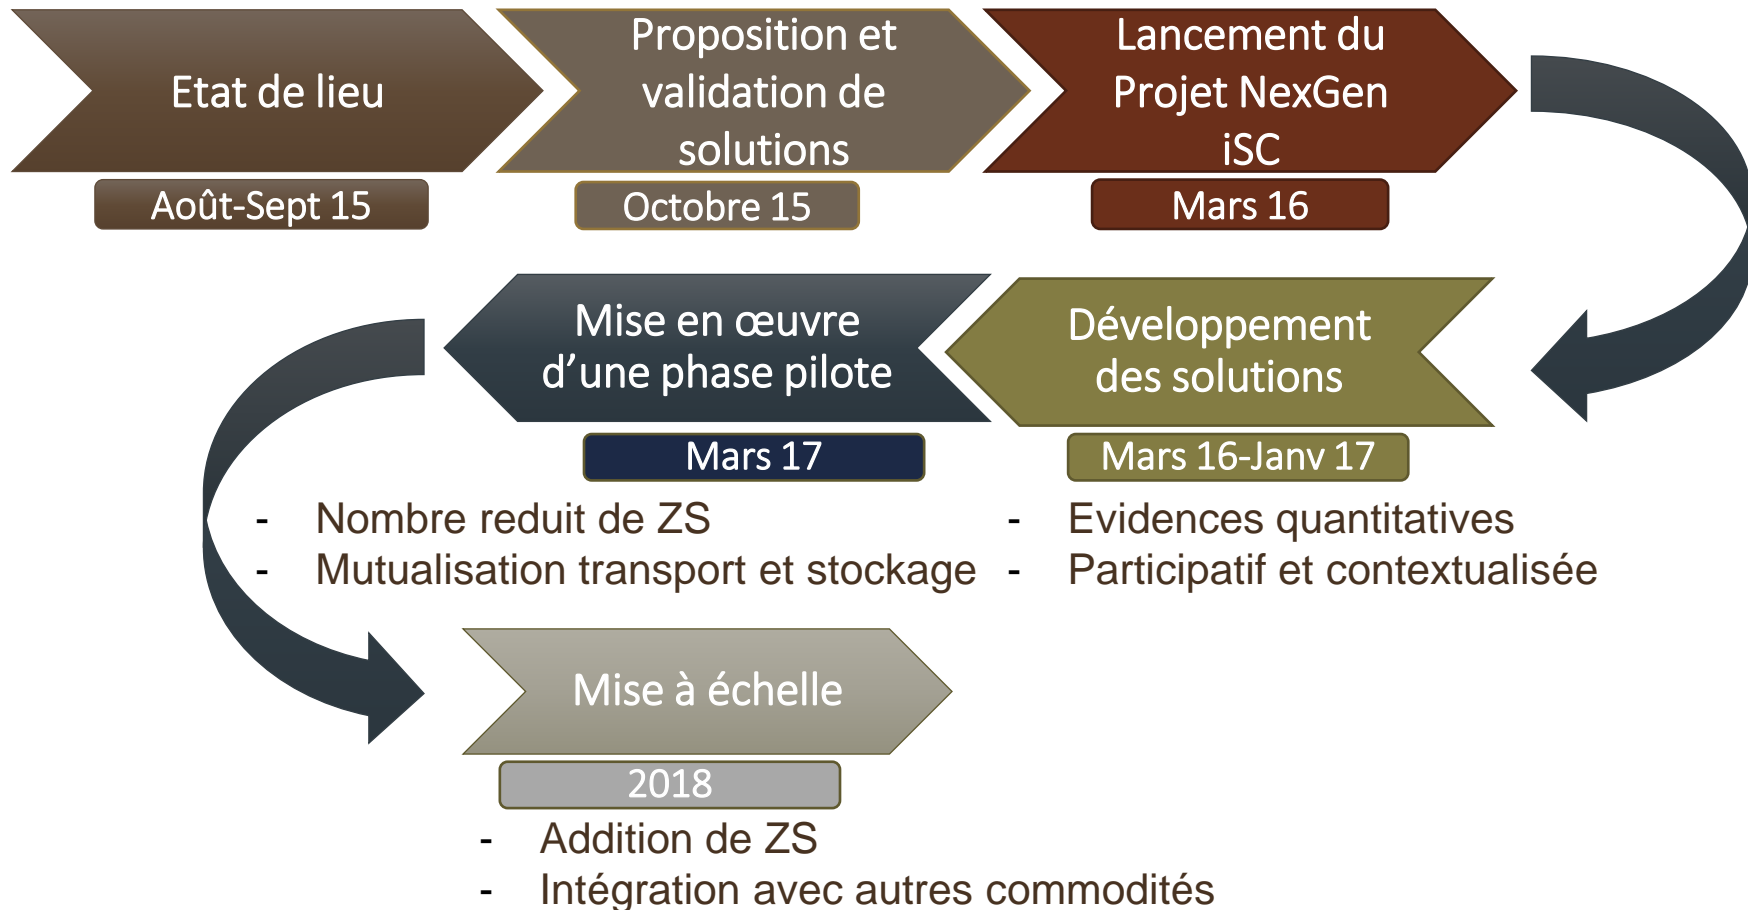 Etat de lieu
Août-Sept 15
Proposition et
validation de
solutions
Octobre 15
Lancement du
Projet NexGen
iSC
Mars 16
Développement
des solutions
Mars 16-Janv 17
- Evidences quantitatives
- Participatif et contextualisée
Mise en œuvre
d’une phase pilote
Mars 17
- Nombre reduit de ZS
- Mutualisation transport et stockage
Mise à échelle
2018
- Addition de ZS
- Intégration avec autres commodités